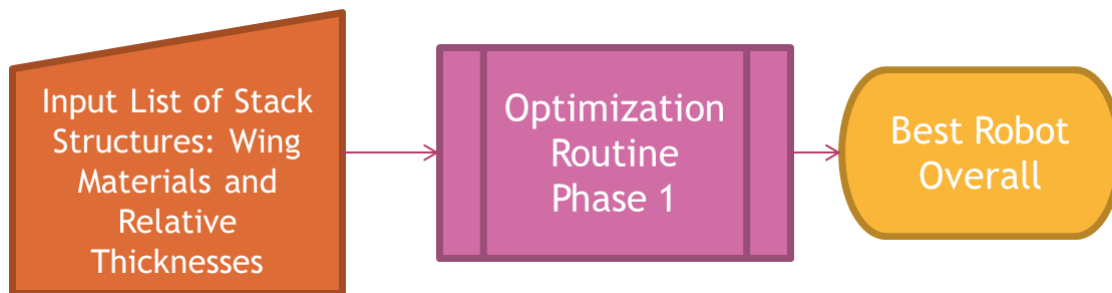 Input List of Stack
Structures: Wing
Materials and
Relative
Thicknesses
Optimization
Routine
Phase 1
Best Robot
Overall